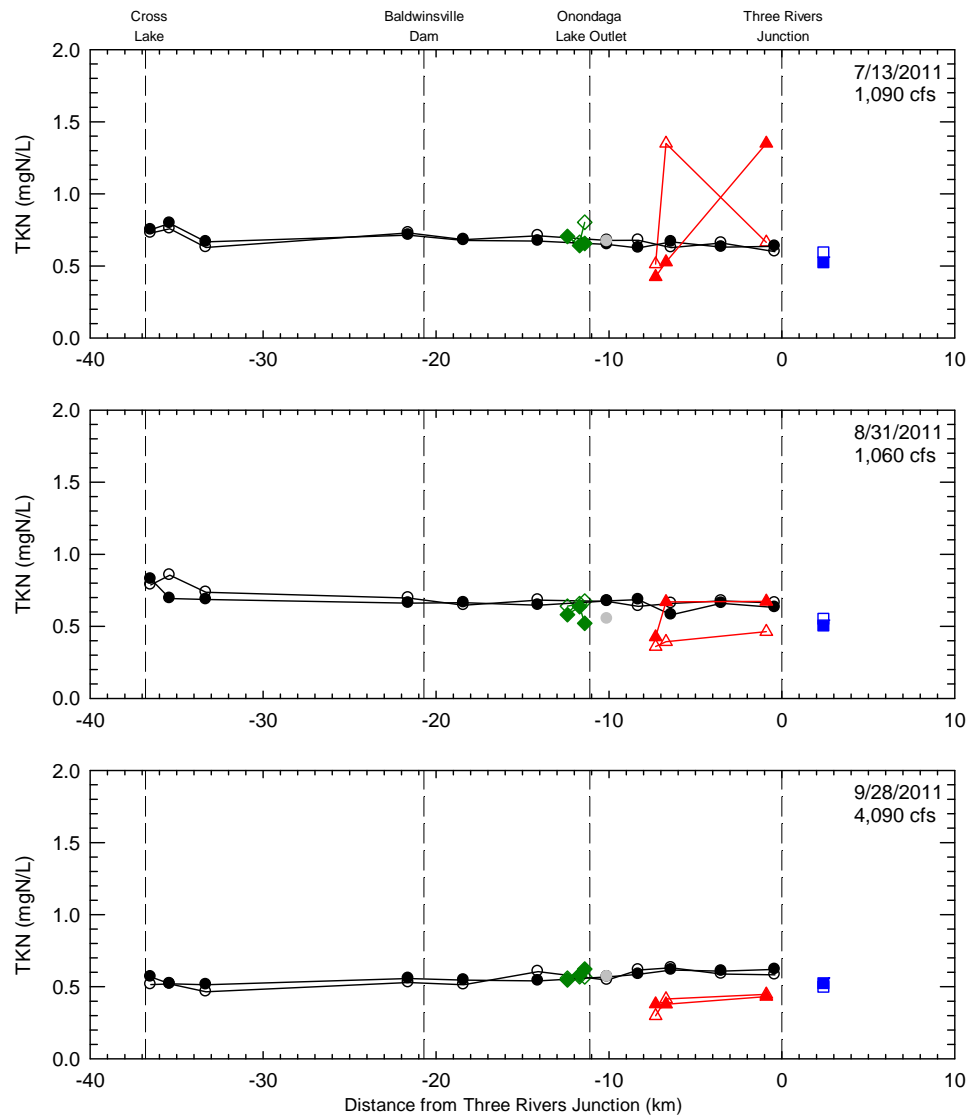 Cross Lake
Baldwinsville Dam
Onondaga Lake Outlet
Three Rivers Junction
2.0
1.5
1.0
0.5
0.0
TKN (mgN/L)
7/13/2011
1,090 cfs
-40 -30 -20 -10 0 10
2.0
1.5
1.0
0.5
0.0
TKN (mgN/L)
8/31/2011
1,060 cfs
-40 -30 -20 -10 0 10
2.0
1.5
1.0
0.5
0.0
TKN (mgN/L)
9/28/2011
4,090 cfs
-40 -30 -20 -10 0 10
Distance from Three Rivers Junction (km)